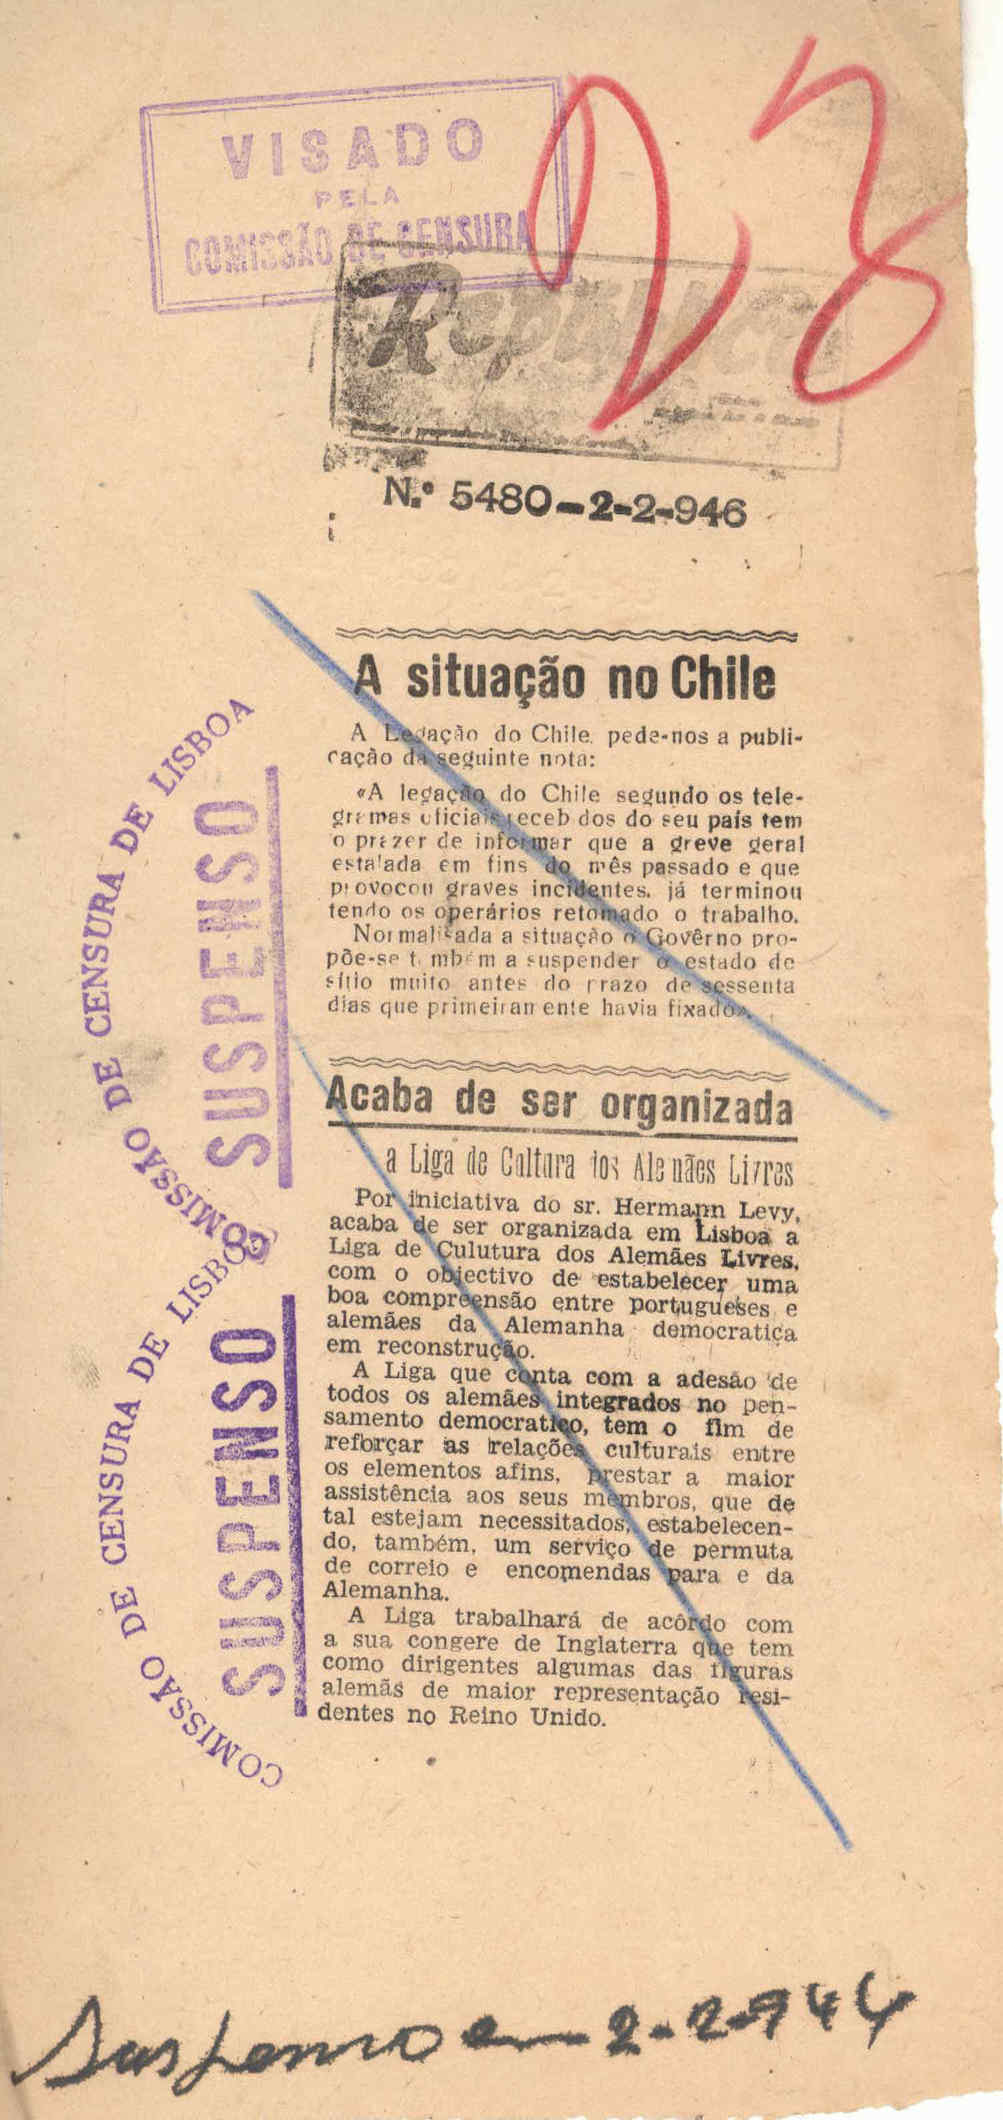 VISADO
PELA
COMISSÃO DE CENSURA
28
República
N.º 5480-2-2-946
A situação no Chile
A Legação do Chile. pede-nos a publi-
cação da seguinte nota:
«A legação do Chile segundo os tele-
gramas oficiais receb dos do seu país tem
o prazer de informar que a greve geral
estalada em fins do mês passado e que
provocou graves incidentes. já terminou
tendo os operários retomado o trabalho.
Normalisada a situação o Govêrno pro-
põe-se t mbém a suspender o estado de
sítio muito antes do prazo de sessenta
dias que primeiran ente havia fixado».
Acaba de ser organizada
a Liga de Cultura dos Alemães Livres
Por iniciativa do sr. Hermann Levy,
acaba de ser organizada em Lisboa a
Liga de Culutura dos Alemães Livres,
com o objectivo de estabelecer uma
boa compreensão entre portugueses e
alemães da Alemanha democratica
em reconstrução.
A Liga que conta com a adesão de
todos os alemães integrados no pen-
samento democratico, tem o fim de
reforçar as relações culturais entre
os elementos afins, prestar a maior
assistência aos seus membros, que de
tal estejam necessitados, estabelecen-
do, também, um serviço de permuta
de correio e encomendas para e da
Alemanha.
A Liga trabalhará de acôrdo com
a sua congere de Inglaterra que tem
como dirigentes algumas das figuras
alemãs de maior representação resi-
dentes no Reino Unido.
COMISSÃO DE CENSURA DE LISBOA
SUSPENSO
8
COMISSÃO DE CENSURA DE LISBOA
SUSPENSO
Suspenso em 2-2-946